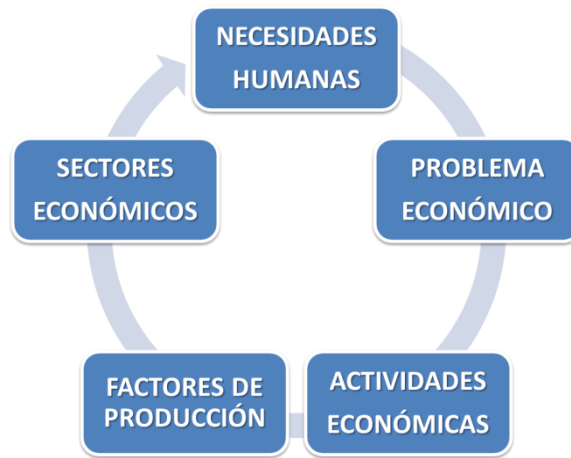 NECESIDADES
HUMANAS
PROBLEMA
ECONÓMICO
ACTIVIDADES
ECONÓMICAS
FACTORES DE
PRODUCCIÓN
SECTORES
ECONÓMICOS